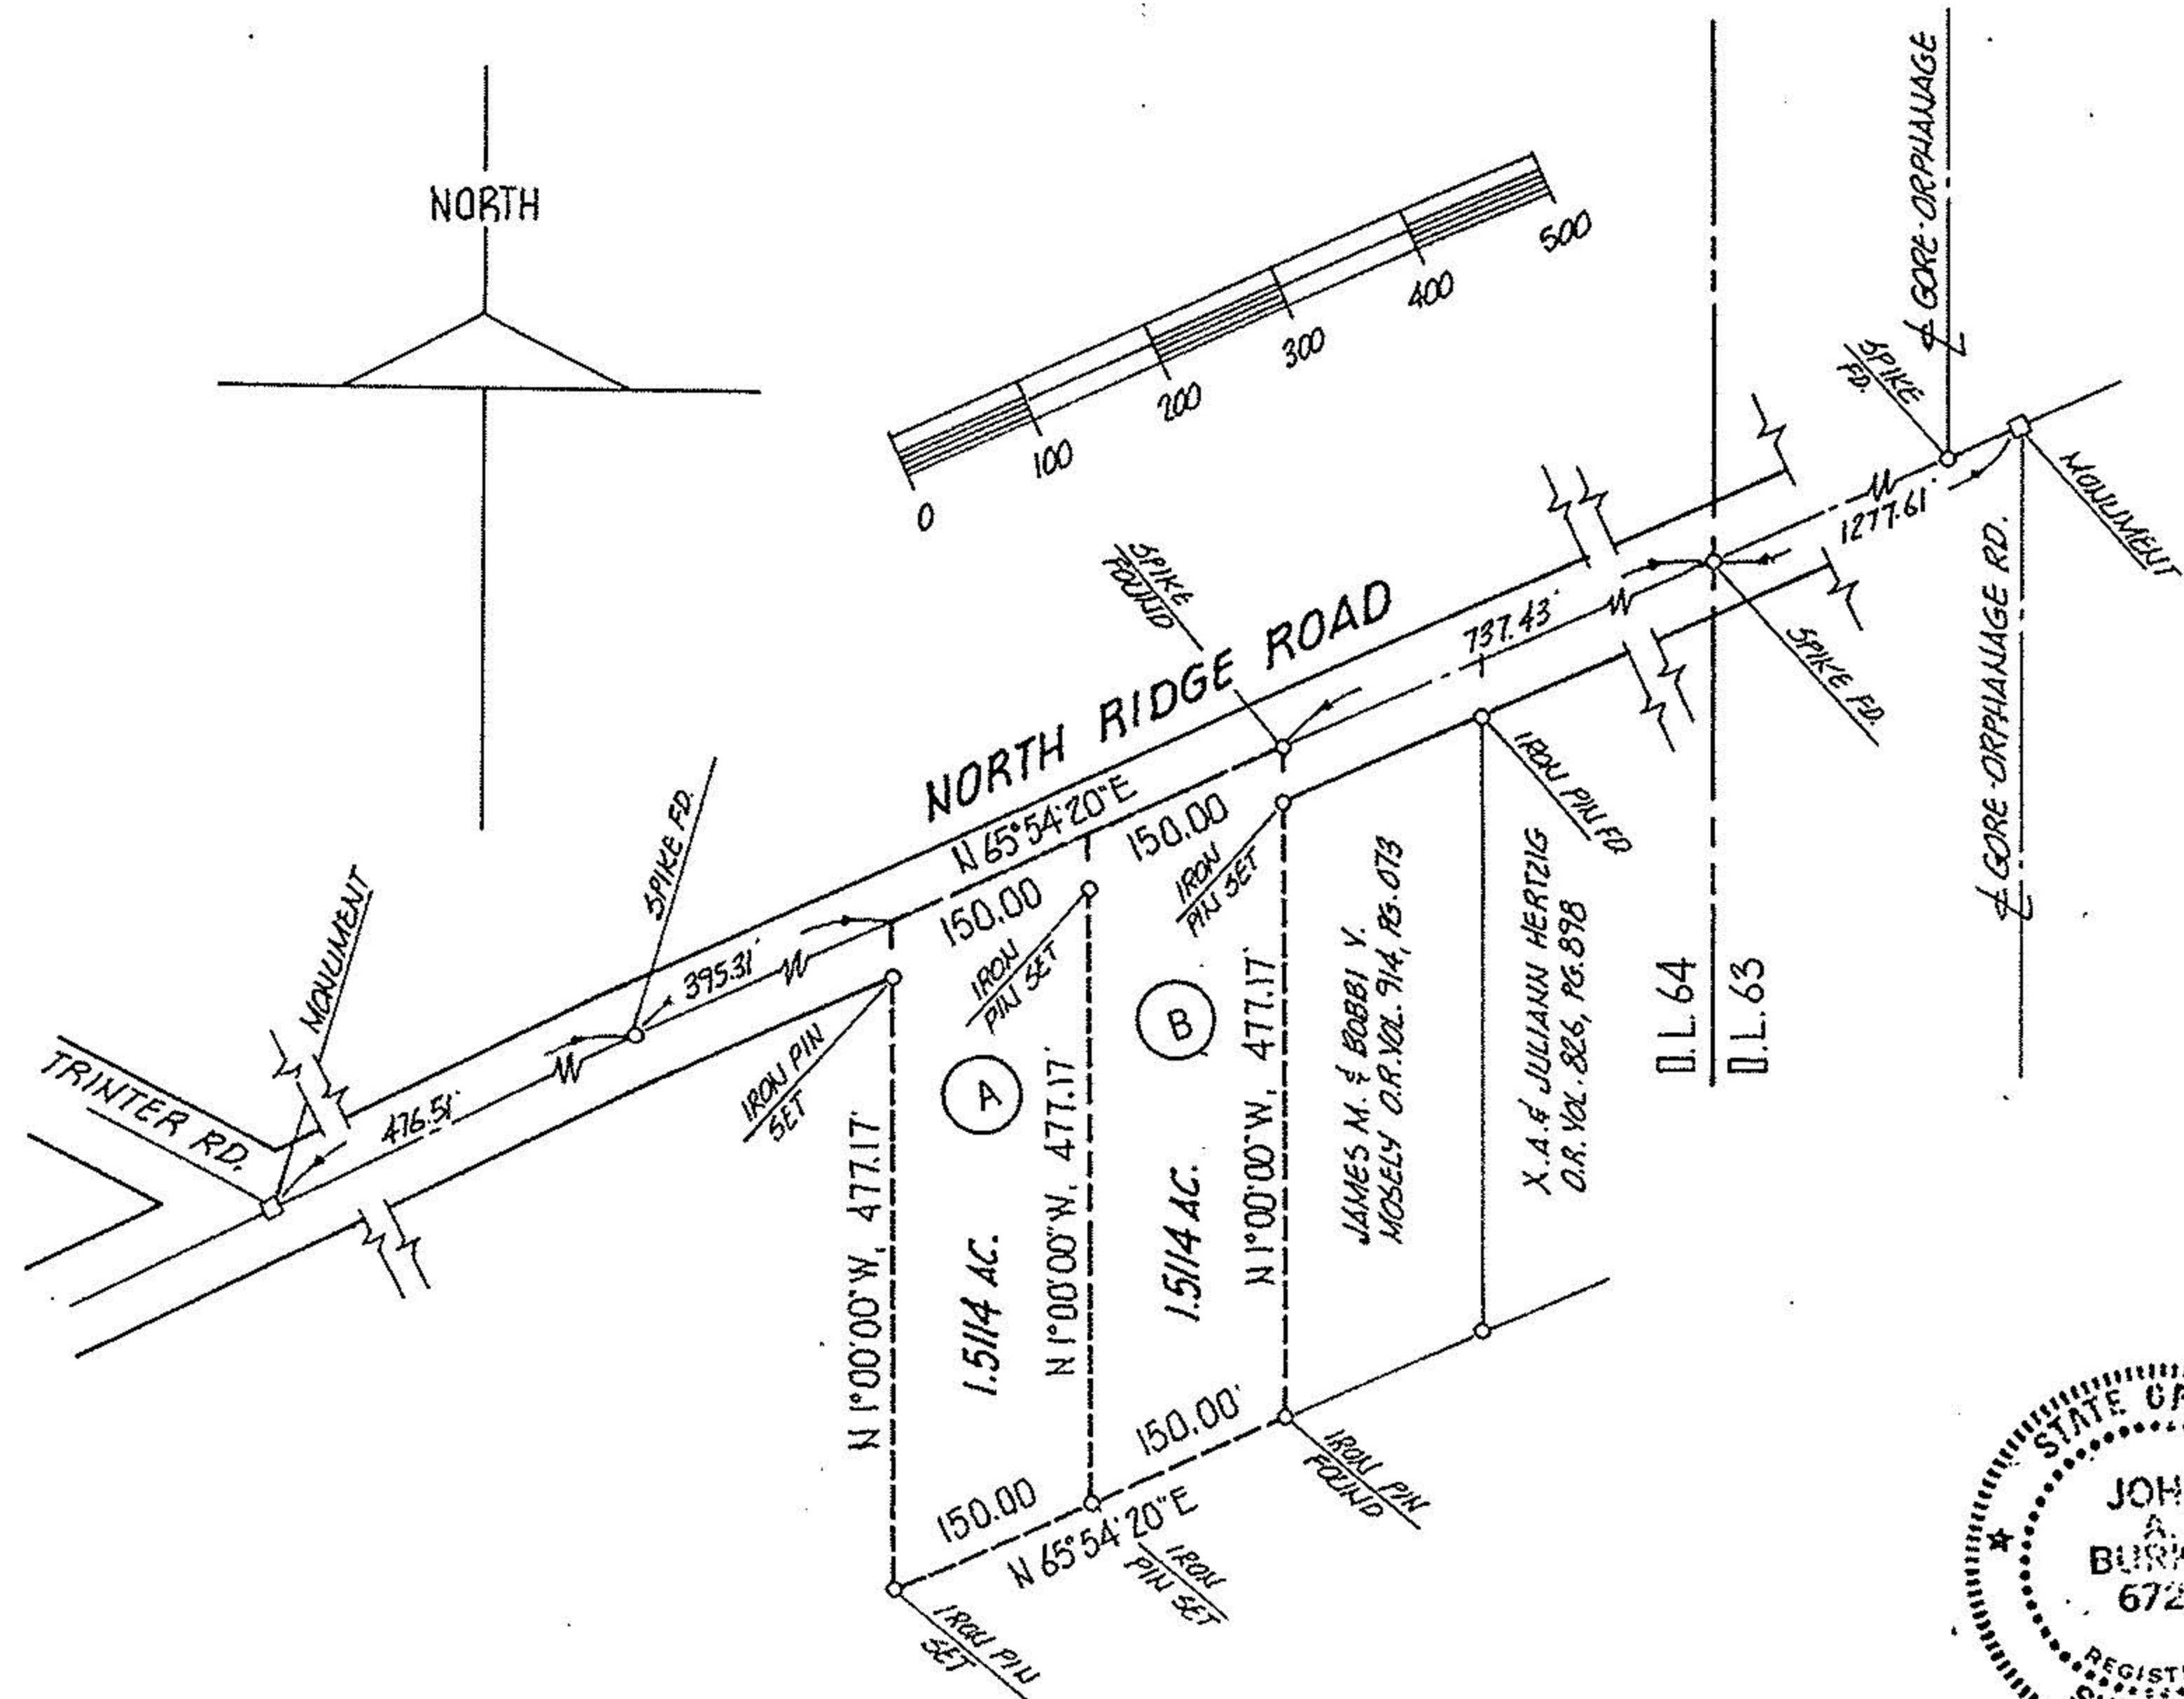 NORTH
0
100
200
300
400
500
℄ GORE-ORPHANAGE
SPIKE
FD.
MONUMENT
1277.61'
℄ GORE-ORPHANAGE RD.
SPIKE
FOUND
NORTH RIDGE ROAD
737.43'
SPIKE FD.
IRON PIN FD
N 65°54'20"E
150.00
150.00
SPIKE FD.
MONUMENT
395.31'
476.51'
TRINTER RD.
IRON PIN
SET
IRON
PIN SET
IRON
PIN SET
A
B
N 1°00'00"W, 477.17'
1.5114 AC.
N 1°00'00"W, 477.17'
1.5114 AC.
N 1°00'00"W, 477.17'
JAMES M. & BOBBI V.
MOSELY O.R. VOL. 914, PG. 073
X.A. & JULIANN HERTZIG
O.R. VOL. 826, PG. 898
O.L. 64
O.L. 63
150.00
150.00'
N 65°54'20"E
IRON PIN
FOUND
IRON
PIN SET
IRON PIN
SET
STATE OF
JOH
A.
BURK
672
REGIST